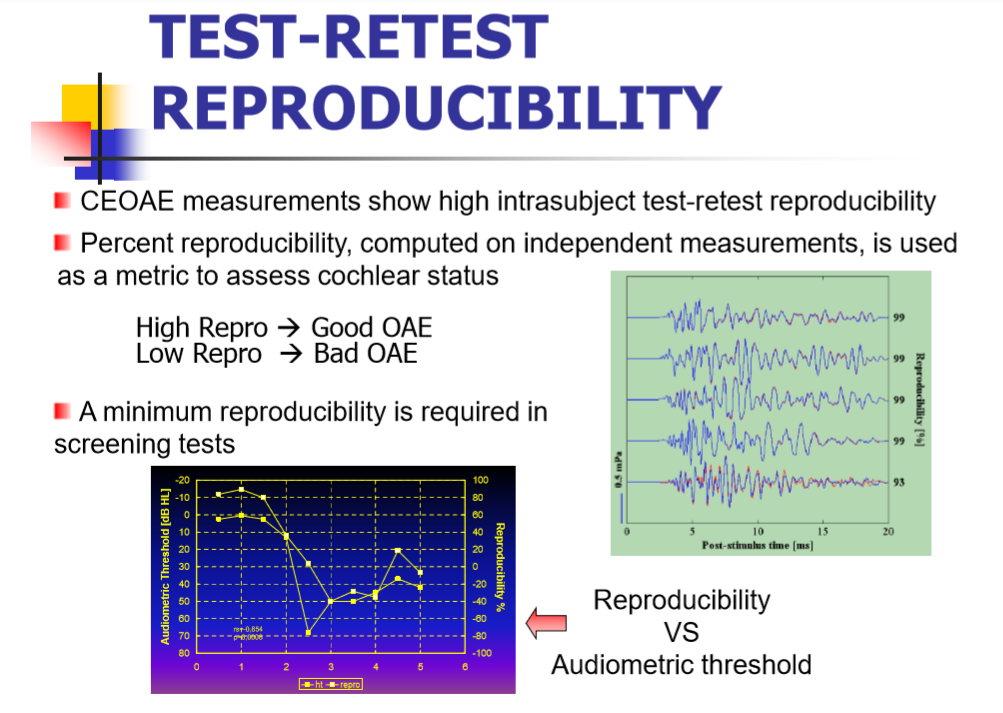 TEST-RETEST
REPRODUCIBILITY
CEOAE measurements show high intrasubject test-retest reproducibility
Percent reproducibility, computed on independent measurements, is used
as a metric to assess cochlear status
High Repro → Good OAE
Low Repro → Bad OAE
A minimum reproducibility is required in
screening tests
99
99
99
99
93
Reproducibility [%]
0.5 mPa
0 5 10 15 20
Post-stimulus time [ms]
Audiometric Threshold [dB HL]
-20
-10
0
10
20
30
40
50
60
70
80
100
80
60
40
20
0
-20
-40
-60
-80
-100
Reproducibility %
0 1 2 3 4 5 6
ht repro
Reproducibility
VS
Audiometric threshold